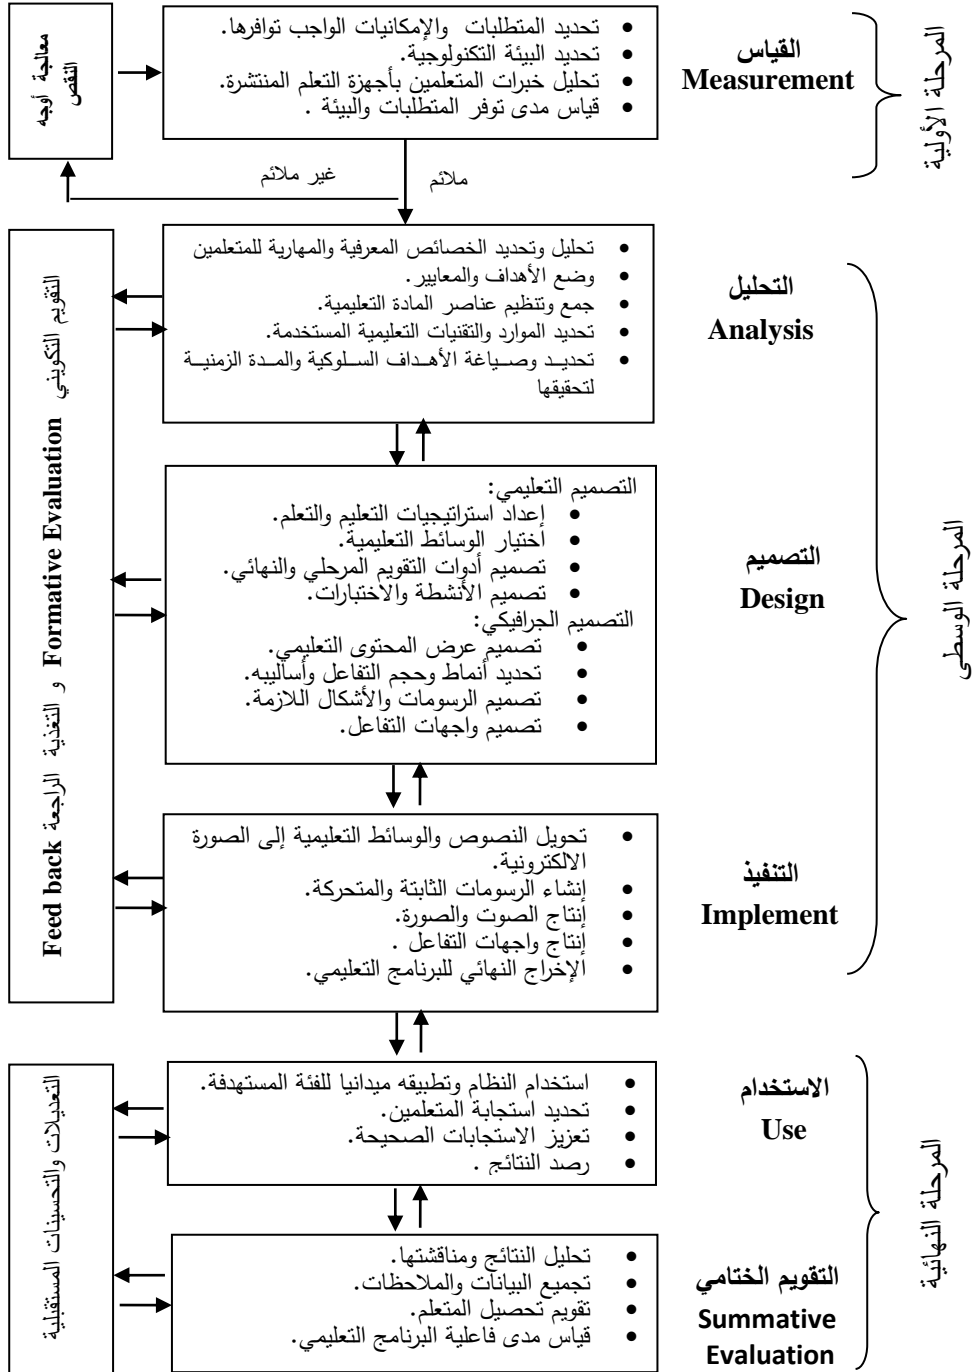 المرحلة الأولية
القياس
Measurement
تحديد المتطلبات والإمكانيات الواجب توافرها.
تحديد البيئة التكنولوجية.
تحليل خبرات المتعلمين بأجهزة التعلم المنتشرة.
قياس مدى توفر المتطلبات والبيئة .
معالجة أوجه
النقص
ملائم
غير ملائم
المرحلة الوسطى
التحليل
Analysis
تحليل وتحديد الخصائص المعرفية والمهارية للمتعلمين
وضع الأهداف والمعايير.
جمع وتنظيم عناصر المادة التعليمية.
تحديد الموارد والتقنيات التعليمية المستخدمة.
تحديـد وصـياغة الأهـداف السـلوكية والمـدة الزمنيـة
لتحقيقها
التصميم
Design
التصميم التعليمي:
إعداد استراتيجيات التعليم والتعلم.
أختيار الوسائط التعليمية.
تصميم أدوات التقويم المرحلي والنهائي.
تصميم الأنشطة والاختبارات.
التصميم الجرافيكي:
تصميم عرض المحتوى التعليمي.
تحديد أنماط وحجم التفاعل وأساليبه.
تصميم الرسومات والأشكال اللازمة.
تصميم واجهات التفاعل.
التنفيذ
Implement
تحويل النصوص والوسائط التعليمية إلى الصورة
الالكترونية.
إنشاء الرسومات الثابتة والمتحركة.
إنتاج الصوت والصورة.
إنتاج واجهات التفاعل .
الإخراج النهائي للبرنامج التعليمي.
التقويم التكويني Formative Evaluation و التغذية الراجعة Feed back
المرحلة النهائية
الاستخدام
Use
استخدام النظام وتطبيقه ميدانيا للفئة المستهدفة.
تحديد استجابة المتعلمين.
تعزيز الاستجابات الصحيحة.
رصد النتائج .
التقويم الختامي
Summative
Evaluation
تحليل النتائج ومناقشتها.
تجميع البيانات والملاحظات.
تقويم تحصيل المتعلم.
قياس مدى فاعلية البرنامج التعليمي.
التعديلات والتحسينات المستقبلية